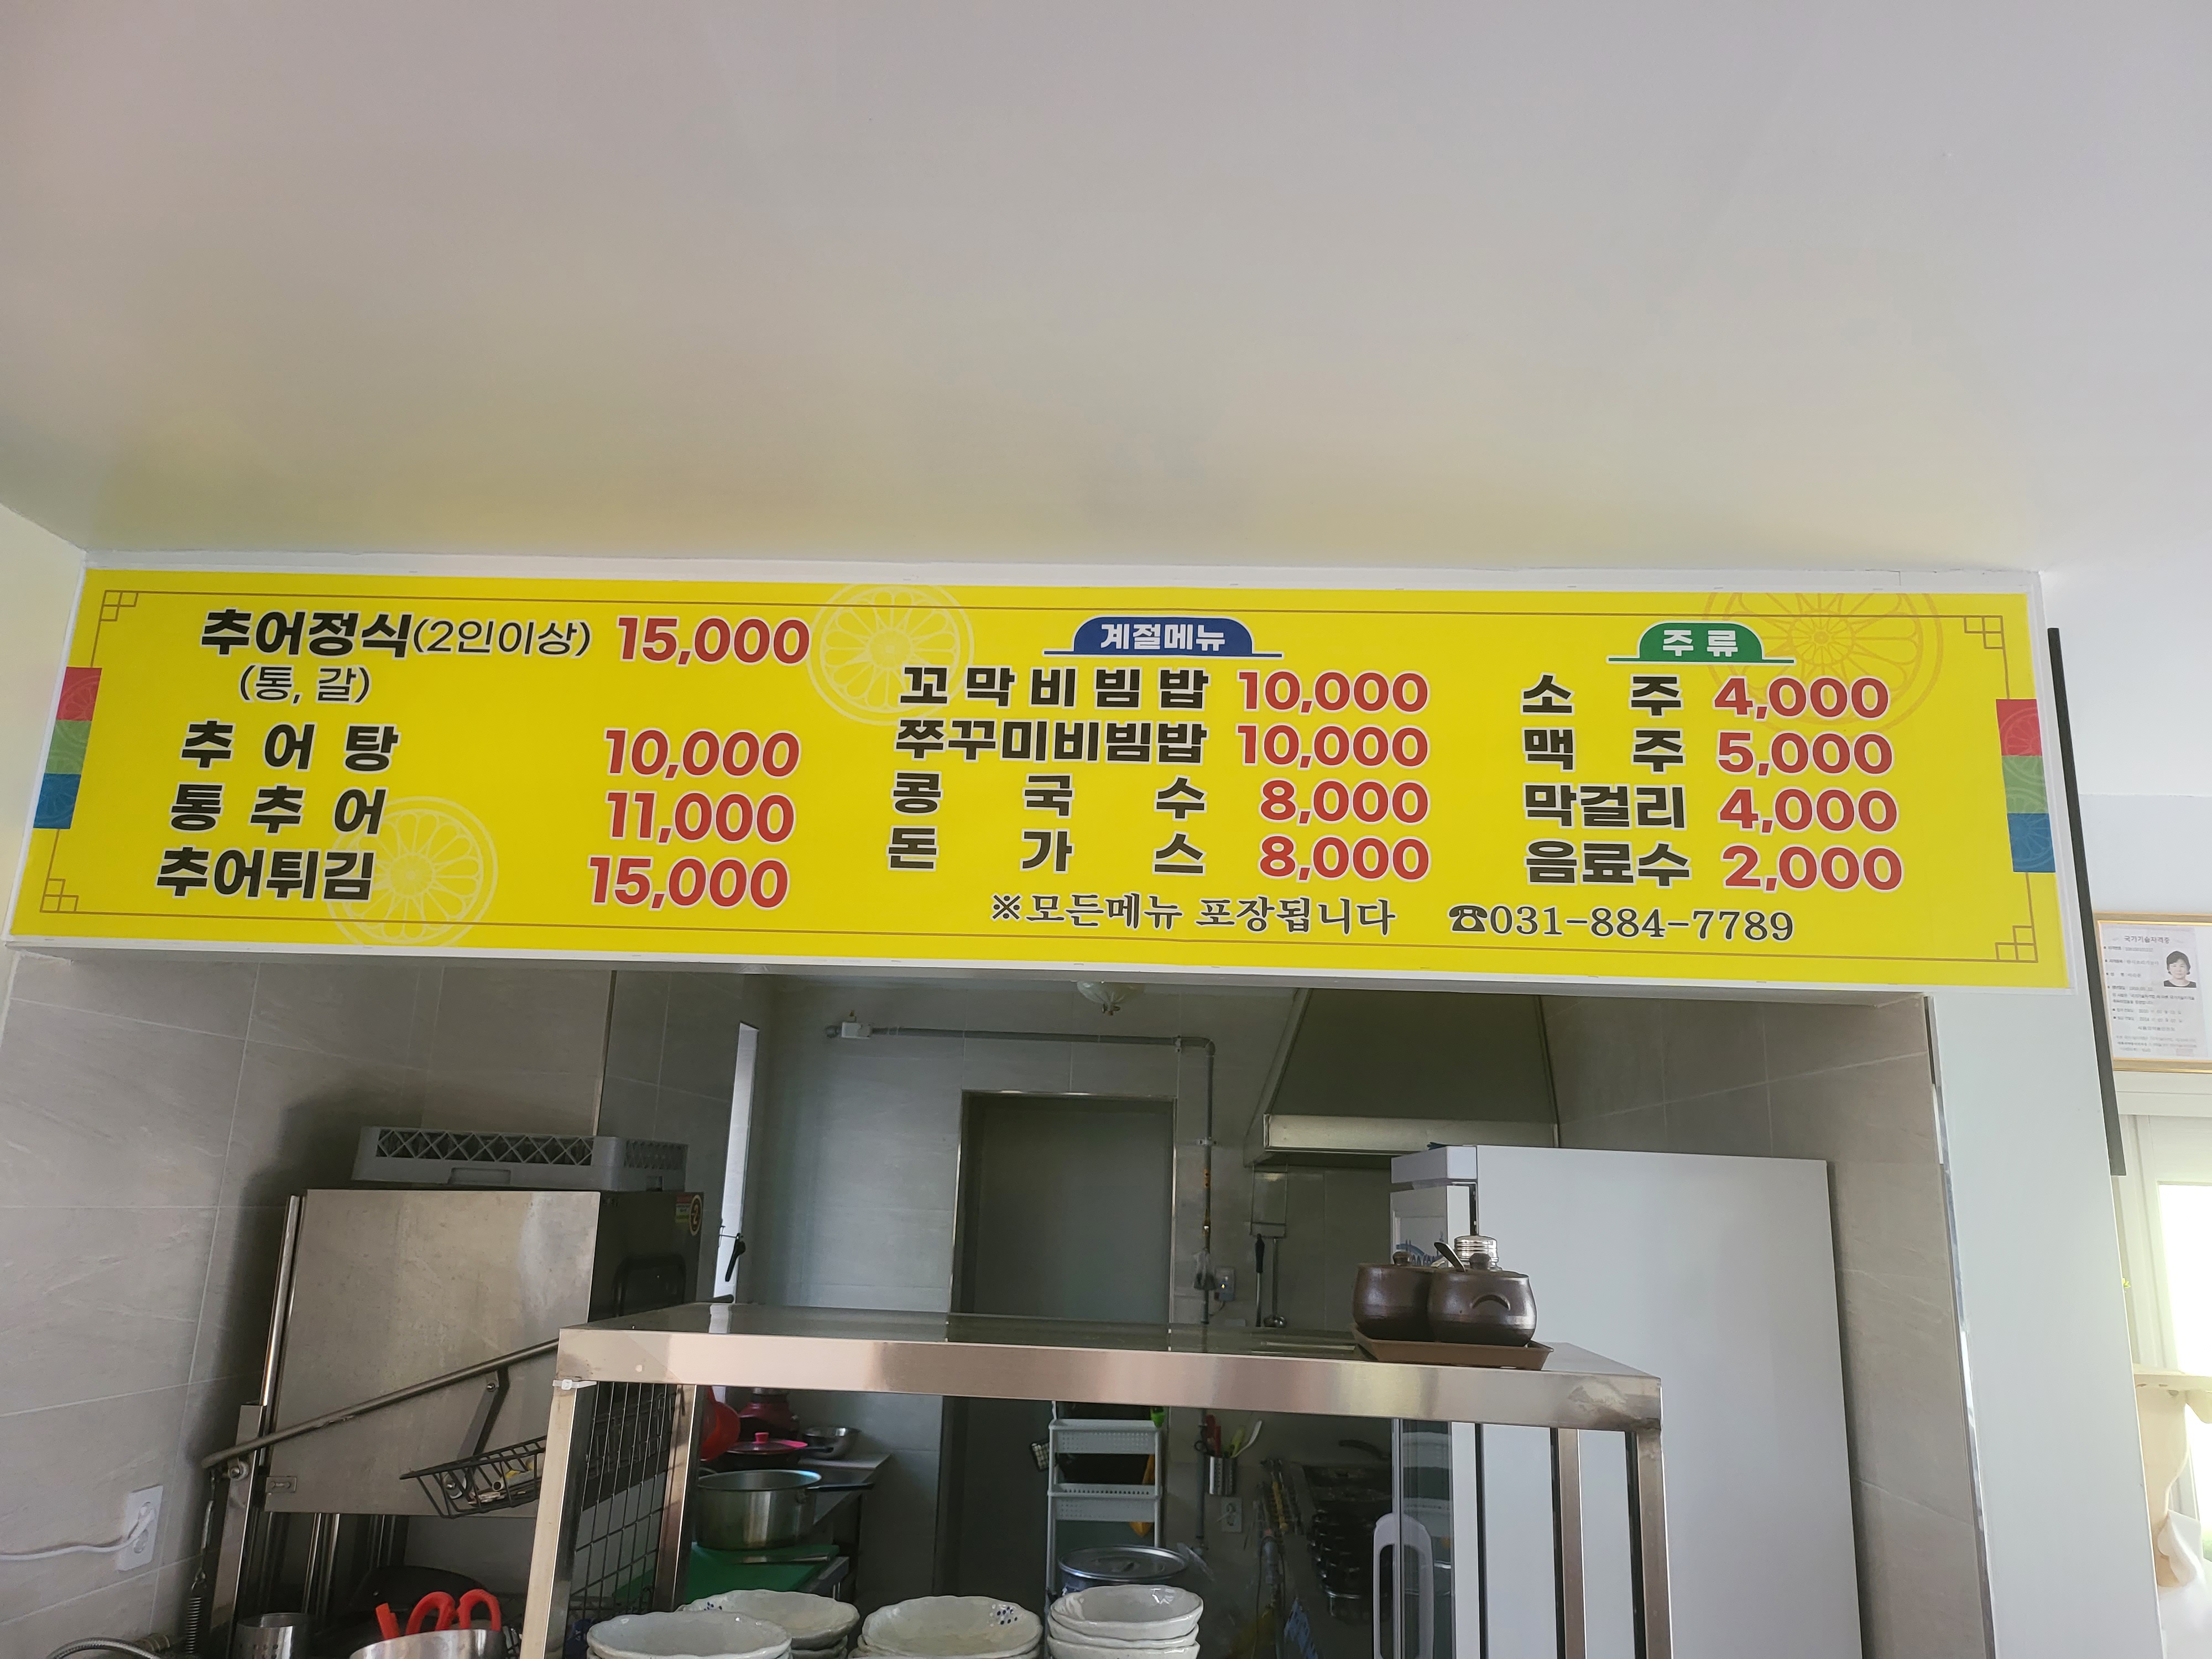 추어정식(2인이상) 15,000
(통, 갈)
추어탕 10,000
통추어 11,000
추어튀김 15,000
계절메뉴
꼬막비빔밥 10,000
쭈꾸미비빔밥 10,000
콩국수 8,000
돈가스 8,000
※모든메뉴 포장됩니다
주류
소주 4,000
맥주 5,000
막걸리 4,000
음료수 2,000
☎031-884-7789
국가기술자격증